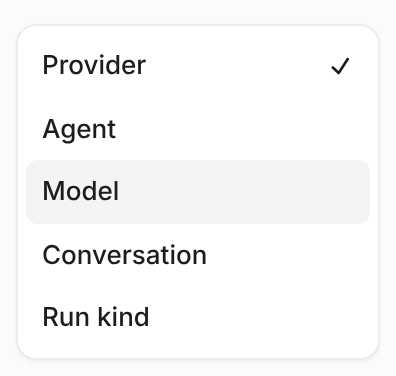 Provider
Agent
Model
Conversation
Run kind